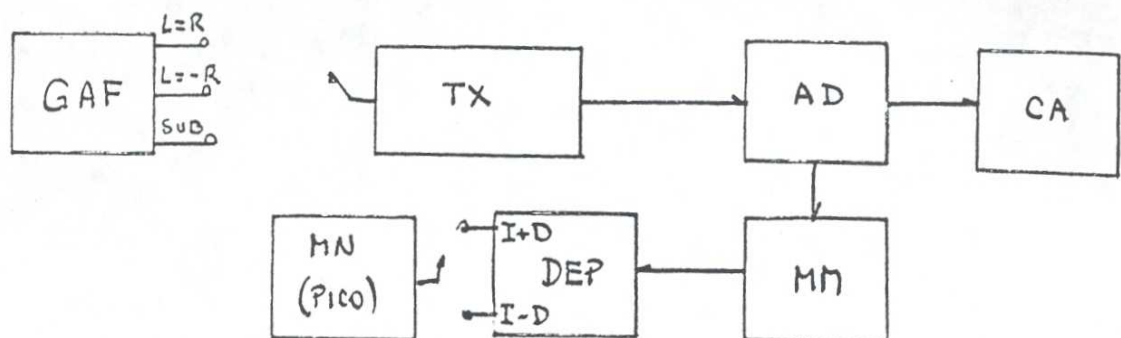 L=R
GAF
L=-R
SUB
TX
AD
CA
MN
(PICO)
I+D
DEP
I-D
MM